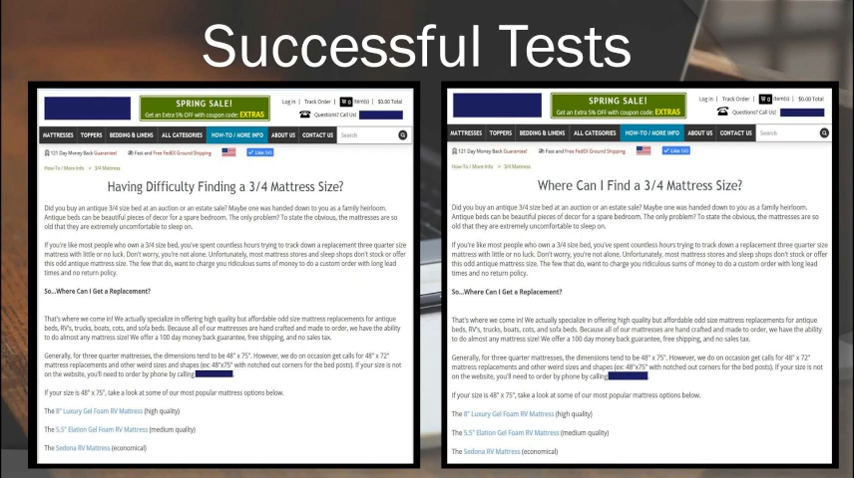 Successful Tests
SPRING SALE!
Get an Extra 5% OFF with coupon code: EXTRA5
Log in | Track Order | 0 item(s) | $0.00 Total
Questions? Call Us!
MATTRESSES TOPPERS BEDDING & LINENS ALL CATEGORIES HOW-TO / MORE INFO ABOUT US CONTACT US Search
121 Day Money Back Guarantee! Fast and Free FedEX Ground Shipping Like
How-To / More Info > 3/4 Mattress
Having Difficulty Finding a 3/4 Mattress Size?
Did you buy an antique 3/4 size bed at an auction or an estate sale? Maybe one was handed down to you as a family heirloom.
Antique beds can be beautiful pieces of decor for a spare bedroom. The only problem? To state the obvious, the mattresses are so
old that they are extremely uncomfortable to sleep on.
If you're like most people who own a 3/4 size bed, you've spent countless hours trying to track down a replacement three quarter size
mattress with little or no luck. Don't worry, you're not alone. Unfortunately, most mattress stores and sleep shops don't stock or offer
this odd antique mattress size. The few that do, want to charge you ridiculous sums of money to do a custom order with long lead
times and no return policy.
So...Where Can I Get a Replacement?
That's where we come in! We actually specialize in offering high quality but affordable odd size mattress replacements for antique
beds, RV's, trucks, boats, cots, and sofa beds. Because all of our mattresses are hand crafted and made to order, we have the ability
to do almost any mattress size! We offer a 100 day money back guarantee, free shipping, and no sales tax.
Generally, for three quarter mattresses, the dimensions tend to be 48" x 75". However, we do on occasion get calls for 48" x 72"
mattress replacements and other weird sizes and shapes (ex: 48"x75" with notched out corners for the bed posts). If your size is not
on the website, you'll need to order by phone by calling
If your size is 48" x 75", take a look at some of our most popular mattress options below.
The 8" Luxury Gel Foam RV Mattress (high quality)
The 5.5" Elation Gel Foam RV Mattress (medium quality)
The Sedona RV Mattress (economical)
SPRING SALE!
Get an Extra 5% OFF with coupon code: EXTRA5
Log in | Track Order | 0 item(s) | $0.00 Total
Questions? Call Us!
MATTRESSES TOPPERS BEDDING & LINENS ALL CATEGORIES HOW-TO / MORE INFO ABOUT US CONTACT US Search
121 Day Money Back Guarantee! Fast and Free FedEX Ground Shipping Like
How-To / More Info > 3/4 Mattress
Where Can I Find a 3/4 Mattress Size?
Did you buy an antique 3/4 size bed at an auction or an estate sale? Maybe one was handed down to you as a family heirloom.
Antique beds can be beautiful pieces of decor for a spare bedroom. The only problem? To state the obvious, the mattresses are so
old that they are extremely uncomfortable to sleep on.
If you're like most people who own a 3/4 size bed, you've spent countless hours trying to track down a replacement three quarter size
mattress with little or no luck. Don't worry, you're not alone. Unfortunately, most mattress stores and sleep shops don't stock or offer
this odd antique mattress size. The few that do, want to charge you ridiculous sums of money to do a custom order with long lead
times and no return policy.
So...Where Can I Get a Replacement?
That's where we come in! We actually specialize in offering high quality but affordable odd size mattress replacements for antique
beds, RV's, trucks, boats, cots, and sofa beds. Because all of our mattresses are hand crafted and made to order, we have the ability
to do almost any mattress size! We offer a 100 day money back guarantee, free shipping, and no sales tax.
Generally, for three quarter mattresses, the dimensions tend to be 48" x 75". However, we do on occasion get calls for 48" x 72"
mattress replacements and other weird sizes and shapes (ex: 48"x75" with notched out corners for the bed posts). If your size is not
on the website, you'll need to order by phone by calling
If your size is 48" x 75", take a look at some of our most popular mattress options below.
The 8" Luxury Gel Foam RV Mattress (high quality)
The 5.5" Elation Gel Foam RV Mattress (medium quality)
The Sedona RV Mattress (economical)